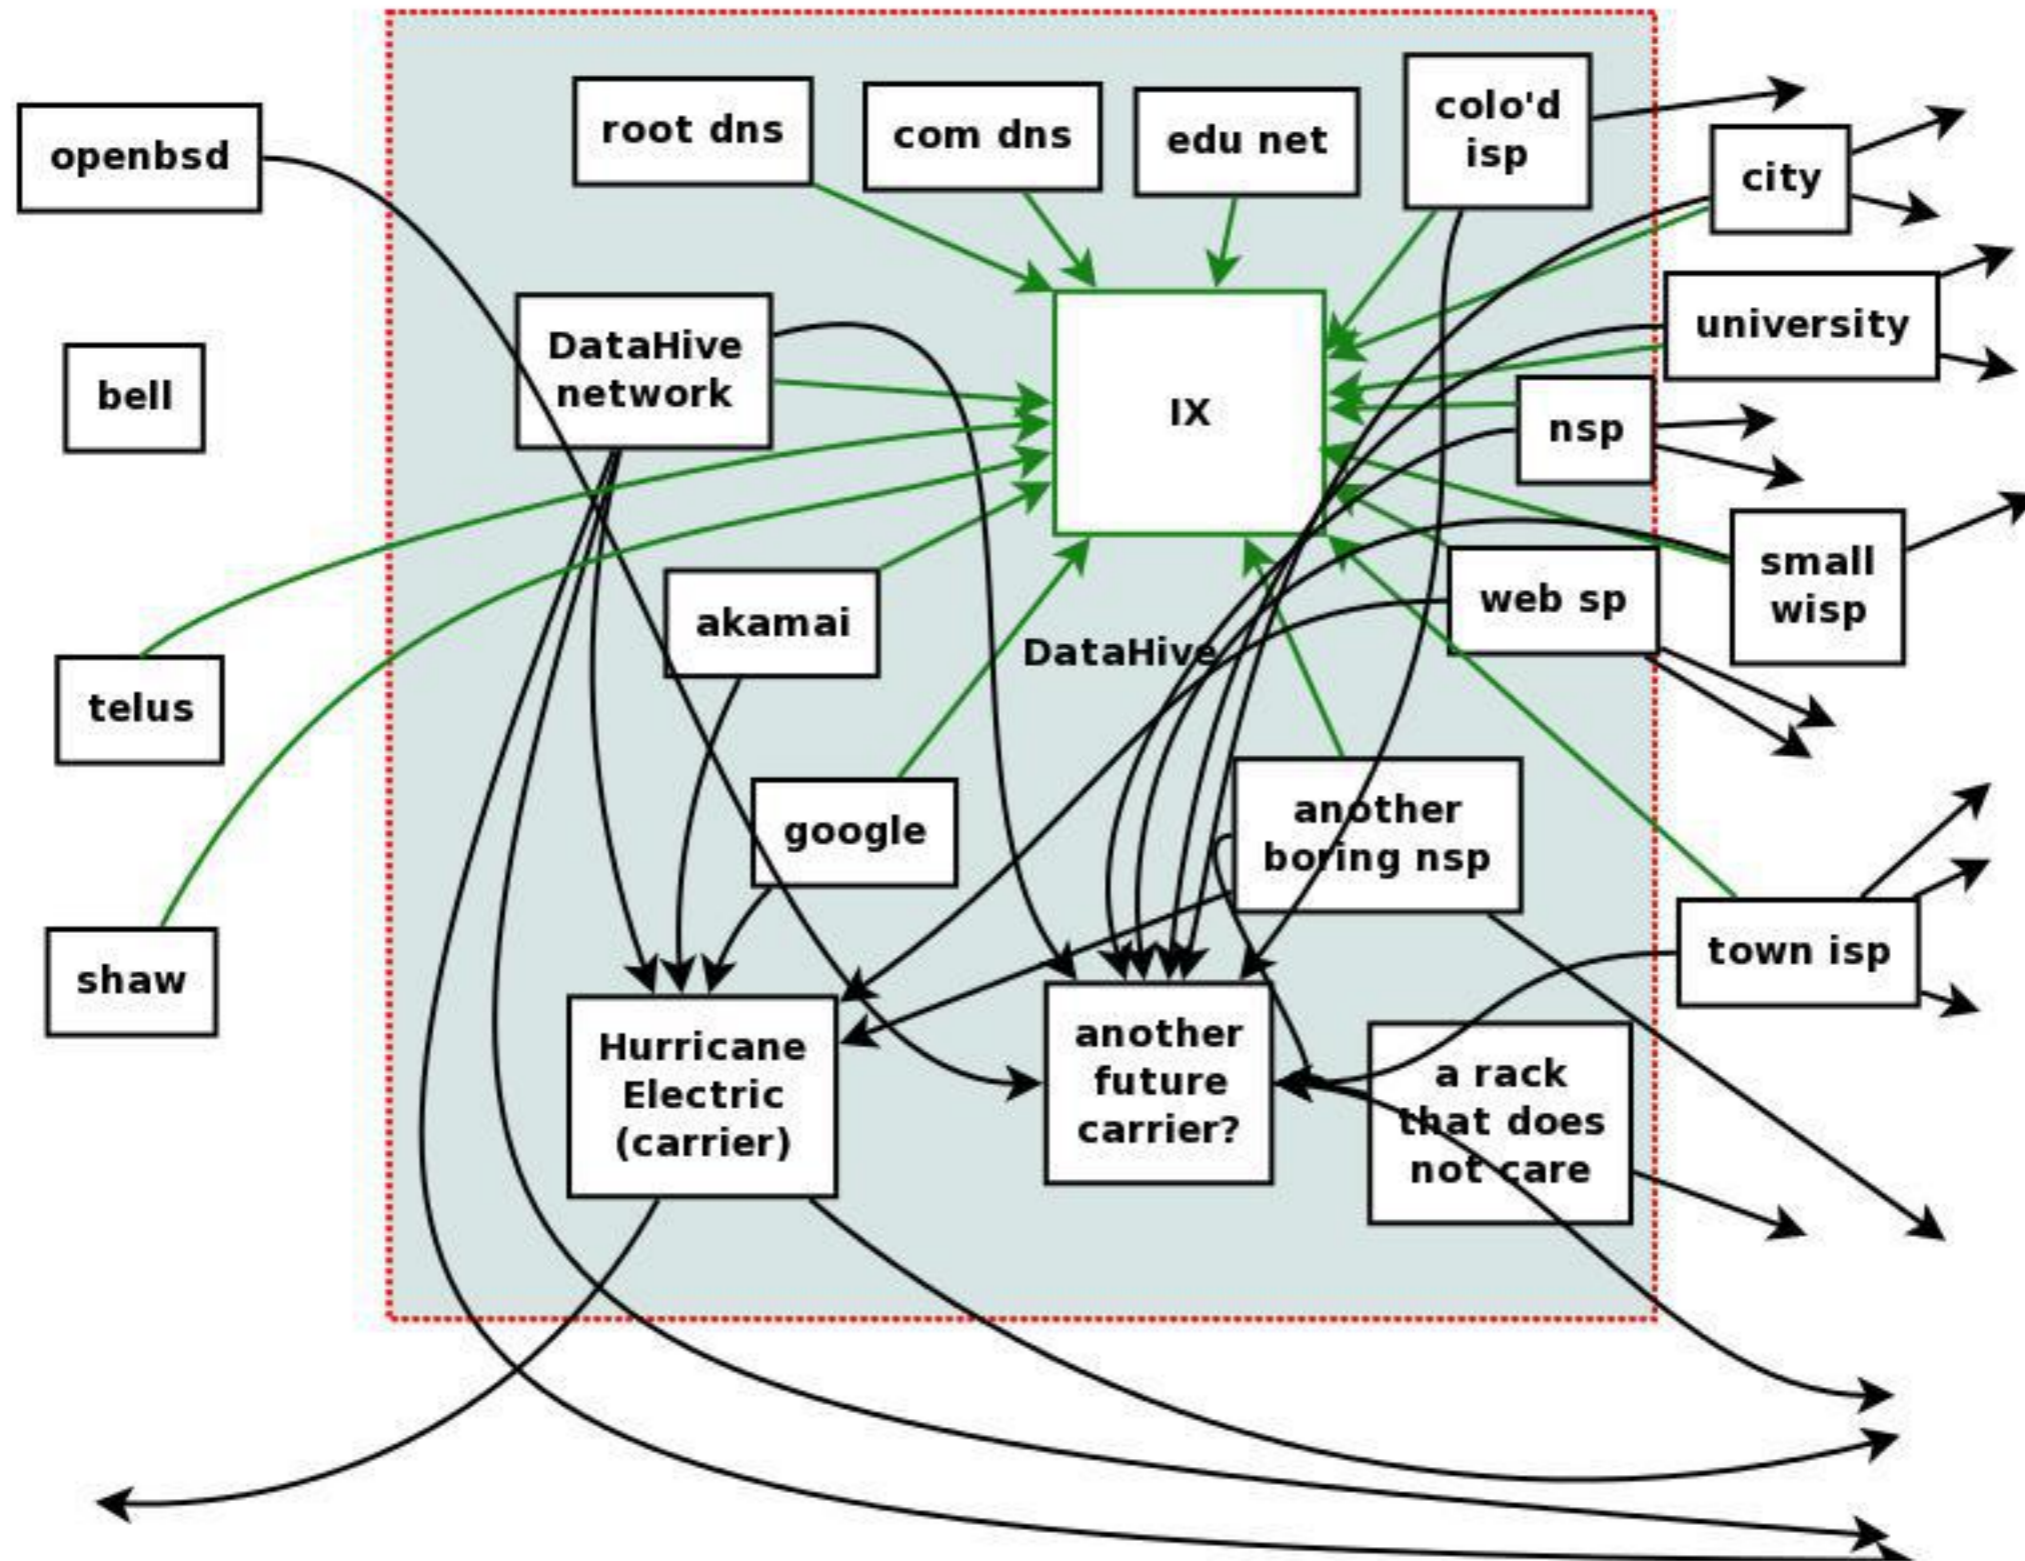 colo'd
isp
root dns
com dns
edu net
openbsd
city
university
DataHive
network
bell
IX
nsp
small
wisp
web sp
akamai
DataHive
telus
another
boring nsp
google
town isp
shaw
Hurricane
Electric
(carrier)
another
future
carrier?
a rack
that does
not care